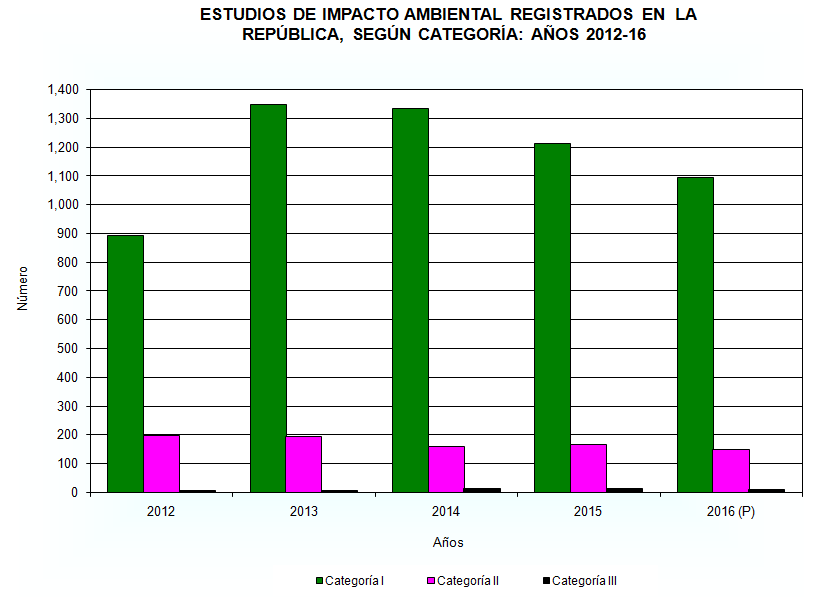 ESTUDIOS DE IMPACTO AMBIENTAL REGISTRADOS EN LA
REPÚBLICA, SEGÚN CATEGORÍA: AÑOS 2012-16
1,400
1,300
1,200
1,100
1,000
900
800
700
600
500
400
300
200
100
0
Número
2012 2013 2014 2015 2016 (P)
Años
Categoría I Categoría II Categoría III